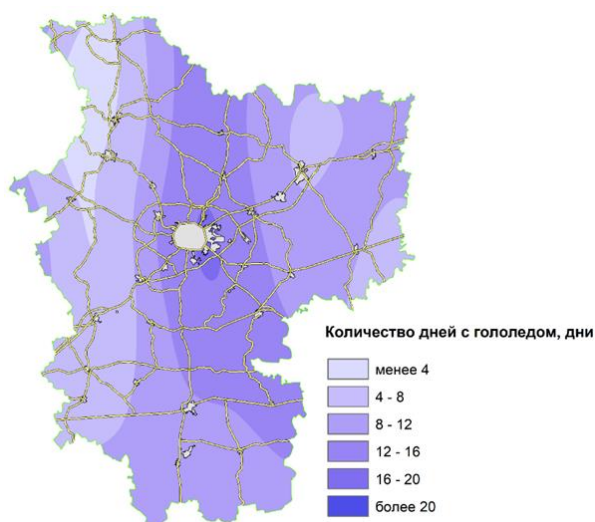 Количество дней с гололедом, дни
менее 4
4 - 8
8 - 12
12 - 16
16 - 20
более 20